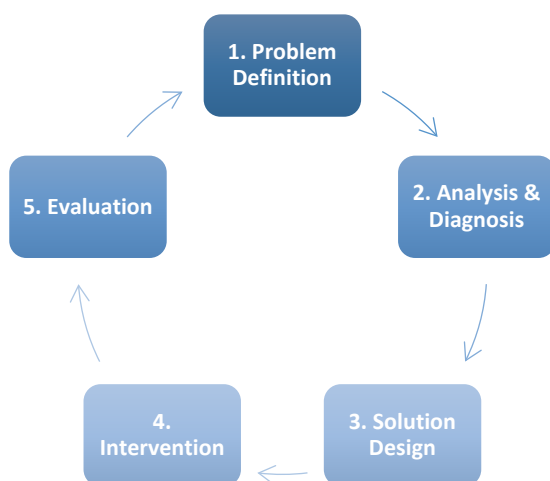 1. Problem
Definition
2. Analysis &
Diagnosis
3. Solution
Design
4.
Intervention
5. Evaluation